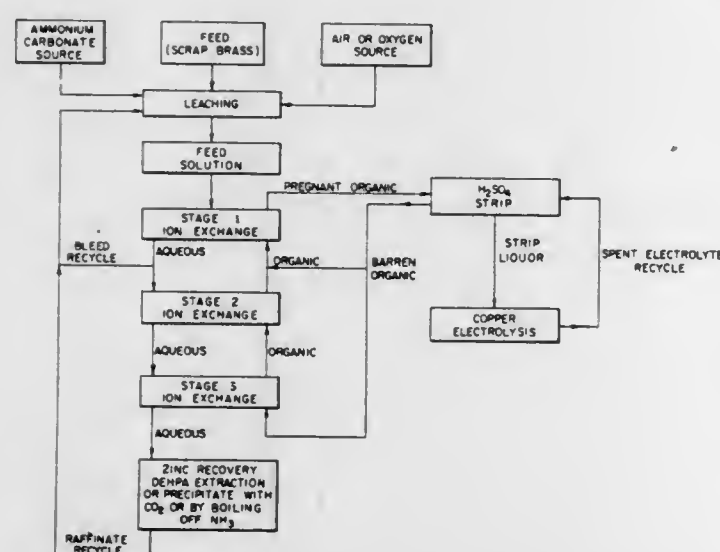 AMMONIUM
CARBONATE
SOURCE
FEED
(SCRAP BRASS)
AIR OR OXYGEN
SOURCE
LEACHING
FEED
SOLUTION
PREGNANT ORGANIC
H₂SO₄
STRIP
STAGE 1
ION EXCHANGE
BLEED
RECYCLE
AQUEOUS
ORGANIC
BARREN
ORGANIC
STRIP
LIQUOR
SPENT ELECTROLYTE
RECYCLE
STAGE 2
ION EXCHANGE
COPPER
ELECTROLYSIS
AQUEOUS
ORGANIC
STAGE 3
ION EXCHANGE
AQUEOUS
ZINC RECOVERY
DEHPA EXTRACTION
OR PRECIPITATE WITH
CO₂ OR BY BOILING
OFF NH₃
RAFFINATE
RECYCLE